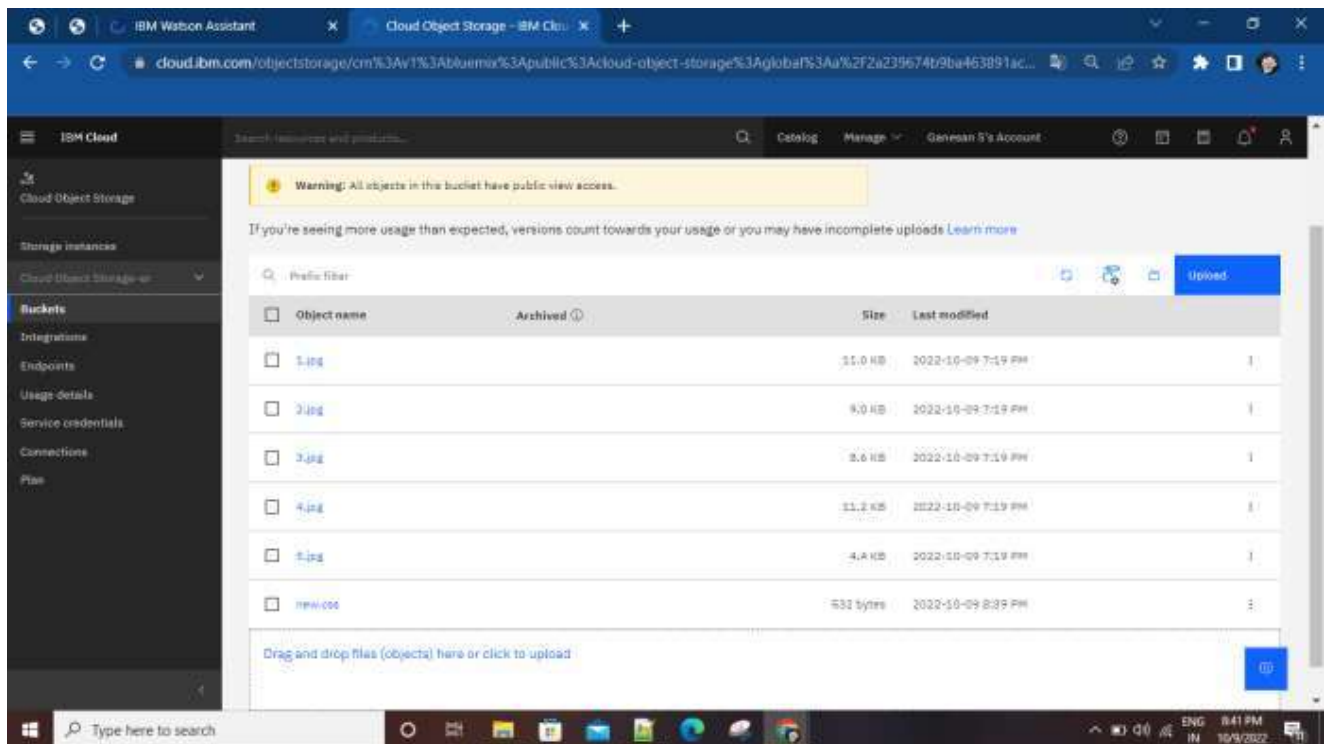 IBM Watson Assistant
Cloud Object Storage - IBM Clou
cloud.ibm.com/objectstorage/crn%3Av1%3Abluemix%3Apublic%3Acloud-object-storage%3Aglobal%3Aa%2F2a239674b9ba463891ac...
IBM Cloud
Search resources and products...
Catalog
Manage
Ganesan S's Account
Cloud Object Storage
Warning: All objects in this bucket have public view access.
If you're seeing more usage than expected, versions count towards your usage or you may have incomplete uploads Learn more
Storage instances
Cloud Object Storage-
Prefix filter
Upload
Buckets
Object name Archived Size Last modified
Integrations
Endpoints
Usage details
Service credentials
Connections
Plan
1.jpg 11.0 KB 2022-10-09 7:19 PM
2.jpg 9.0 KB 2022-10-09 7:19 PM
3.jpg 8.6 KB 2022-10-09 7:19 PM
4.jpg 11.2 KB 2022-10-09 7:19 PM
5.jpg 4.4 KB 2022-10-09 7:19 PM
new.css bytes 2022-10-09 8:39 PM
Drag and drop files (objects) here or click to upload
Type here to search
ENG 8:41 PM
IN 10/9/2022